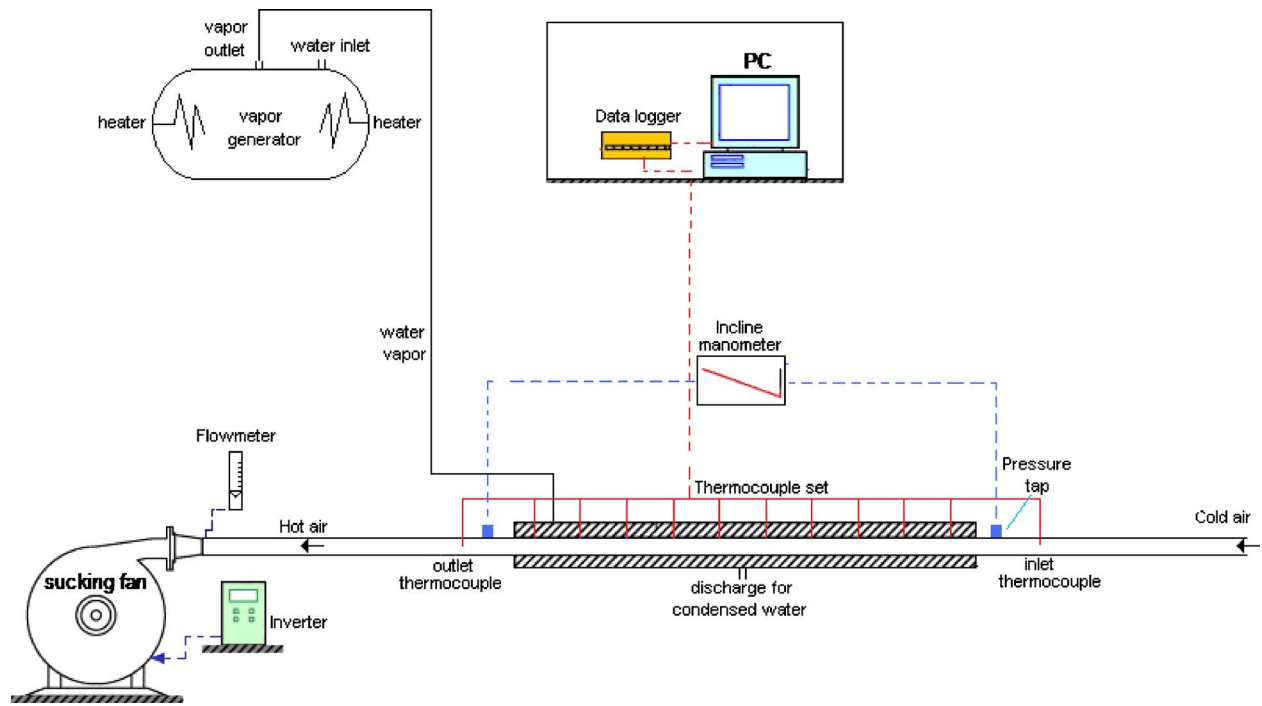 vapor
outlet
water inlet
heater
vapor
generator
heater
PC
Data logger
water
vapor
Incline
manometer
Flowmeter
Pressure
tap
Thermocouple set
Hot air
Cold air
outlet
thermocouple
inlet
thermocouple
discharge for
condensed water
sucking fan
Inverter